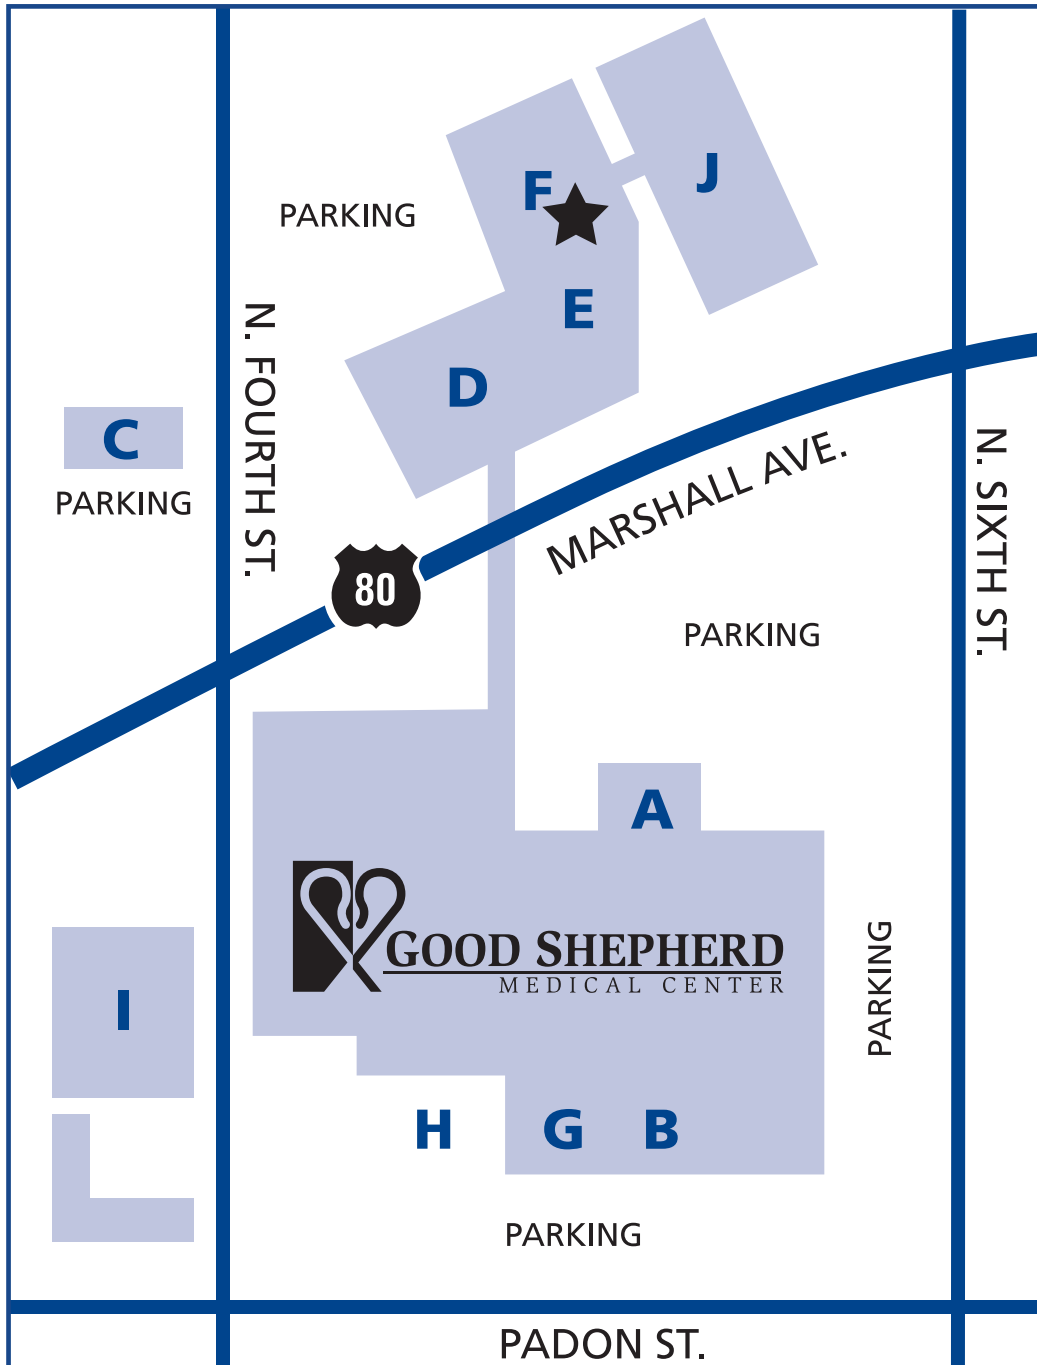 F
J
PARKING
E
N. FOURTH ST.
D
C
PARKING
MARSHALL AVE.
N. SIXTH ST.
80
PARKING
A
GOOD SHEPHERD
MEDICAL CENTER
PARKING
I
H
G
B
PARKING
PADON ST.